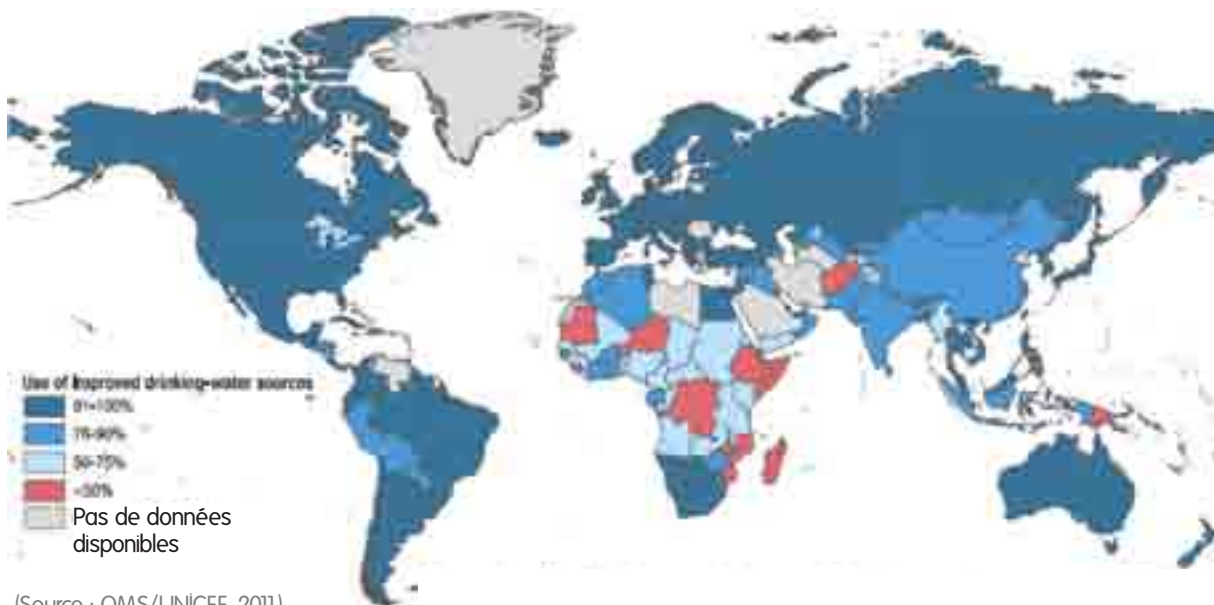 Use of Improved drinking-water sources
91-100%
76-90%
50-75%
<50%
Pas de données
disponibles
(Source : OMS/UNICEF, 2011)